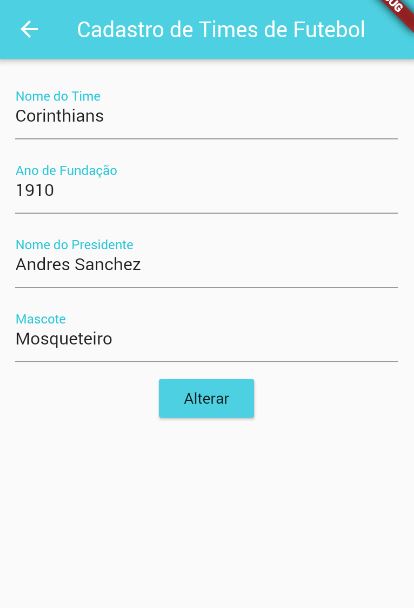 Cadastro de Times de Futebol
Nome do Time
Corinthians
Ano de Fundação
1910
Nome do Presidente
Andres Sanchez
Mascote
Mosqueteiro
Alterar